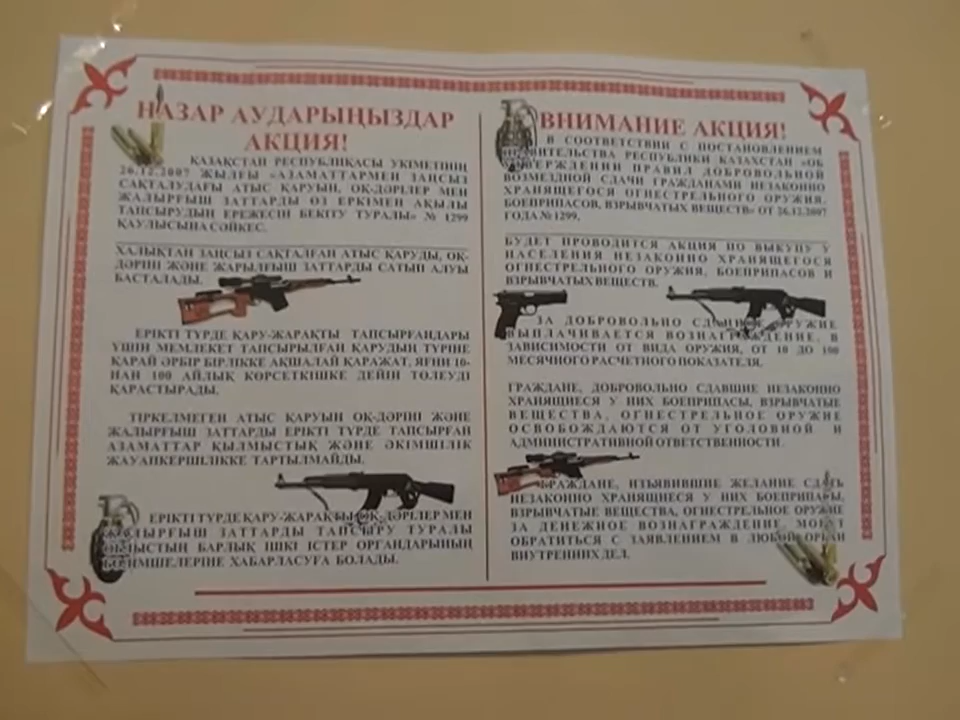 НАЗАР АУДАРЫҢЫЗДАР
АКЦИЯ!
ҚАЗАҚСТАН РЕСПУБЛИКАСЫ УКІМЕТІНІҢ
26.12.2007 ЖЫЛҒЫ «АЗАМАТТАРМЕН ЗАҢСЫЗ
САҚТАЛУДАҒЫ АТЫС ҚАРУЫН, ОҚ-ДӘРІЛЕР МЕН
ЖАЛЫРҒЫШ ЗАТТАРДЫ ӨЗ ЕРКІМЕН АҚЫЛЫ
ТАПСЫРУДЫҢ ЕРЕЖЕСІН БЕКІТУ ТУРАЛЫ» № 1299
ҚАУЛЫСЫНА СӘЙКЕС.
ХАЛЫҚТАН ЗАҢСЫЗ САҚТАЛҒАН АТЫС ҚАРУДЫ, ОҚ-
ДӘРІНІ ЖӘНЕ ЖАРЫЛҒЫШ ЗАТТАРДЫ САТЫП АЛУЫ
БАСТАЛАДЫ.
ЕРІКТІ ТҮРДЕ ҚАРУ-ЖАРАҚТЫ ТАПСЫРҒАНДАРЫ
ҮШІН МЕМЛЕКЕТ ТАПСЫРЫЛҒАН ҚАРУДЫҢ ТҮРІНЕ
ҚАРАЙ ӘРБІР БІРЛІККЕ АҚШАЛАЙ ҚАРАЖАТ, ЯҒНИ 10-
НАН 100 АЙЛЫҚ КӨРСЕТКІШКЕ ДЕЙІН ТОЛЕУДІ
ҚАРАСТЫРАДЫ.
ТІРКЕЛМЕГЕН АТЫС ҚАРУЫН ОҚ-ДӘРІНІ ЖӘНЕ
ЖАЛЫРҒЫШ ЗАТТАРДЫ ЕРІКТІ ТҮРДЕ ТАПСЫРҒАН
АЗАМАТТАР ҚЫЛМЫСТЫҚ ЖӘНЕ ӘКІМШІЛІК
ЖАУАПКЕРШІЛІККЕ ТАРТЫЛМАЙДЫ.
ЕРІКТІ ТҮРДЕ ҚАРУ-ЖАРАҚТЫ ОҚ-ДӘРІЛЕР МЕН
ЖАЛЫРҒЫШ ЗАТТАРДЫ ТАПСЫРУ ТУРАЛЫ
ОБЛЫСТЫҢ БАРЛЫҚ ІШКІ ІСТЕР ОРГАНДАРЫНЫҢ
БӨЛІМШЕЛЕРІНЕ ХАБАРЛАСУҒА БОЛАДЫ.
ВНИМАНИЕ АКЦИЯ!
В СООТВЕТСТВИИ С ПОСТАНОВЛЕНИЕМ
ПРАВИТЕЛЬСТВА РЕСПУБЛИКИ КАЗАХСТАН «ОБ
УТВЕРЖДЕНИИ ПРАВИЛ ДОБРОВОЛЬНОЙ
ВОЗМЕЗДНОЙ СДАЧИ ГРАЖДАНАМИ НЕЗАКОННО
ХРАНЯЩЕГОСЯ ОГНЕСТРЕЛЬНОГО ОРУЖИЯ,
БОЕПРИПАСОВ, ВЗРЫВЧАТЫХ ВЕЩЕСТВ» ОТ 26.12.2007
ГОДА № 1299,
БУДЕТ ПРОВОДИТСЯ АКЦИЯ ПО ВЫКУПУ У
НАСЕЛЕНИЯ НЕЗАКОННО ХРАНЯЩЕГОСЯ
ОГНЕСТРЕЛЬНОГО ОРУЖИЯ, БОЕПРИПАСОВ И
ВЗРЫВЧАТЫХ ВЕЩЕСТВ.
ЗА ДОБРОВОЛЬНО СДАННОЕ ОРУЖИЕ
ВЫПЛАЧИВАЕТСЯ ВОЗНАГРАЖДЕНИЕ, В
ЗАВИСИМОСТИ ОТ ВИДА ОРУЖИЯ, ОТ 10 ДО 100
МЕСЯЧНОГО РАСЧЕТНОГО ПОКАЗАТЕЛЯ.
ГРАЖДАНЕ, ДОБРОВОЛЬНО СДАВШИЕ НЕЗАКОННО
ХРАНЯЩИЕСЯ У НИХ БОЕПРИПАСЫ, ВЗРЫВЧАТЫЕ
ВЕЩЕСТВА, ОГНЕСТРЕЛЬНОЕ ОРУЖИЕ
ОСВОБОЖДАЮТСЯ ОТ УГОЛОВНОЙ И
АДМИНИСТРАТИВНОЙ ОТВЕТСТВЕННОСТИ.
ГРАЖДАНЕ, ИЗЪЯВИВШИЕ ЖЕЛАНИЕ СДАТЬ
НЕЗАКОННО ХРАНЯЩИЕСЯ У НИХ БОЕПРИПАСЫ,
ВЗРЫВЧАТЫЕ ВЕЩЕСТВА, ОГНЕСТРЕЛЬНОЕ ОРУЖИЕ
ЗА ДЕНЕЖНОЕ ВОЗНАГРАЖДЕНИЕ, МОГУТ
ОБРАТИТЬСЯ С ЗАЯВЛЕНИЕМ В ЛЮБОЙ ОРГАН
ВНУТРЕННИХ ДЕЛ.